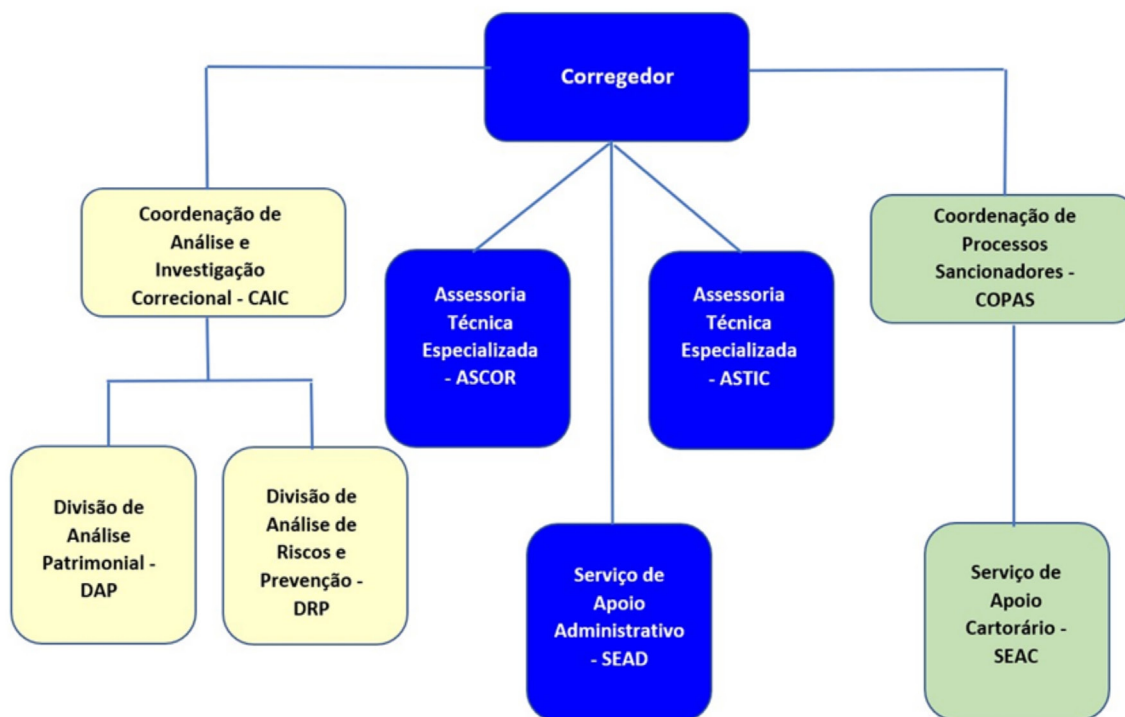 Corregedor
Coordenação de
Análise e
Investigação
Correcional - CAIC
Assessoria
Técnica
Especializada
- ASCOR
Assessoria
Técnica
Especializada
- ASTIC
Coordenação de
Processos
Sancionadores -
COPAS
Divisão de
Análise
Patrimonial -
DAP
Divisão de
Análise de
Riscos e
Prevenção -
DRP
Serviço de
Apoio
Administrativo
- SEAD
Serviço de
Apoio
Cartorário -
SEAC